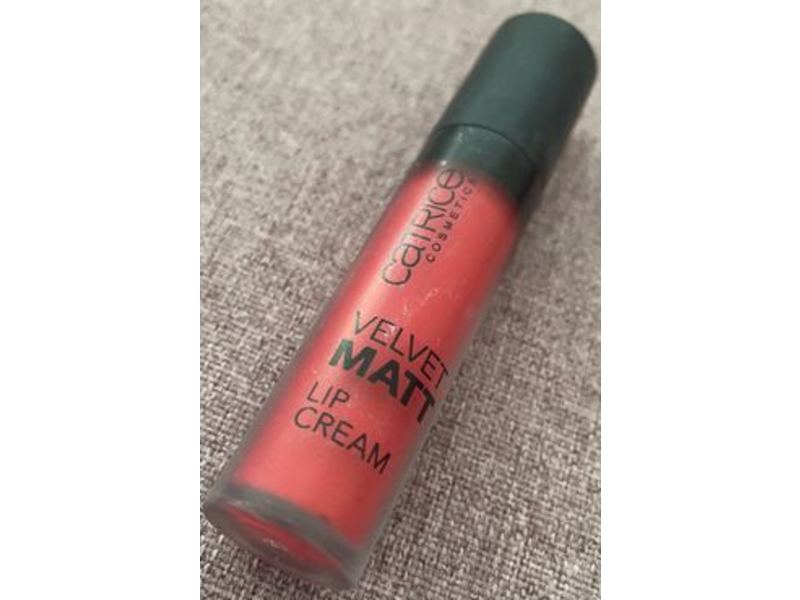 CATRICE
COSMETICS
VELVET
MATT
LIP
CREAM